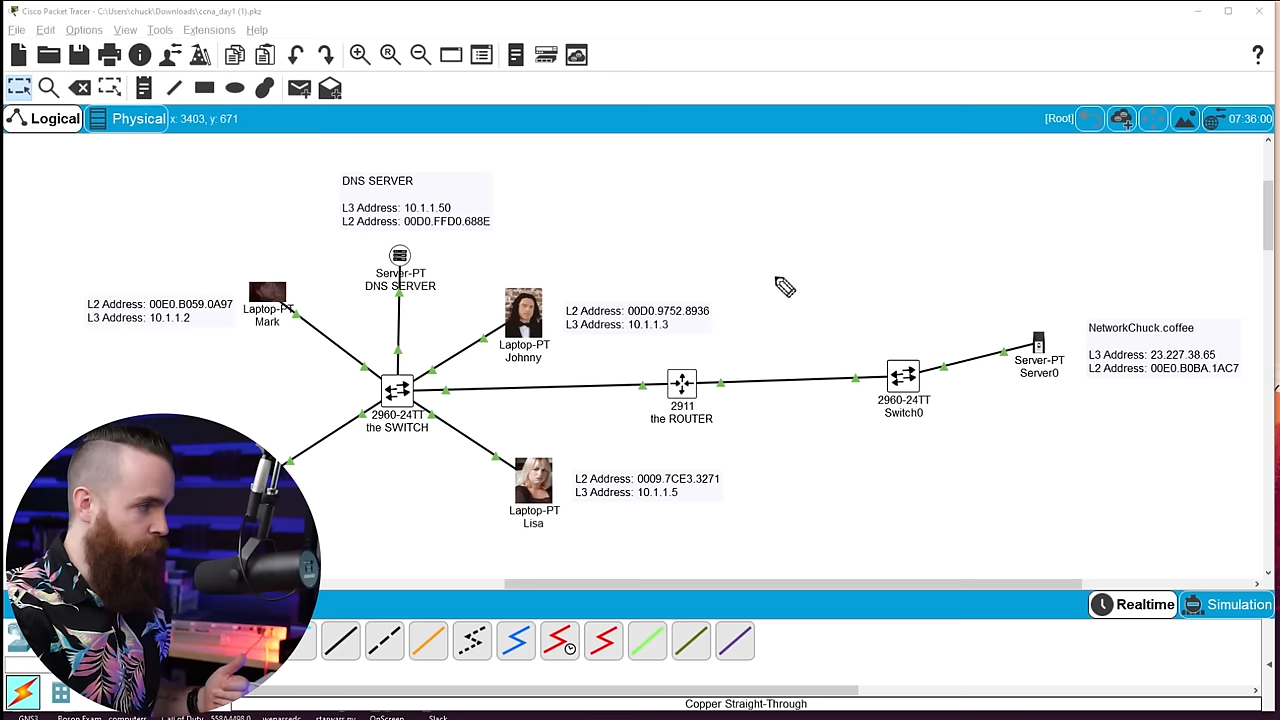 Cisco Packet Tracer - C:\Users\chuck\Downloads\ccna_day1 (1).pkz
File Edit Options View Tools Extensions Help
?
Logical Physical x: 3403, y: 671 [Root] 07:36:00
DNS SERVER
L3 Address: 10.1.1.50
L2 Address: 00D0.FFD0.688E
Server-PT
DNS SERVER
L2 Address: 00E0.B059.0A97
L3 Address: 10.1.1.2
Laptop-PT
Mark
Laptop-PT
Johnny
L2 Address: 00D0.9752.8936
L3 Address: 10.1.1.3
2960-24TT
the SWITCH
2911
the ROUTER
2960-24TT
Switch0
Server-PT
Server0
NetworkChuck.coffee
L3 Address: 23.227.38.65
L2 Address: 00E0.B0BA.1AC7
Laptop-PT
Lisa
L2 Address: 0009.7CE3.3271
L3 Address: 10.1.1.5
Realtime Simulation
Copper Straight-Through